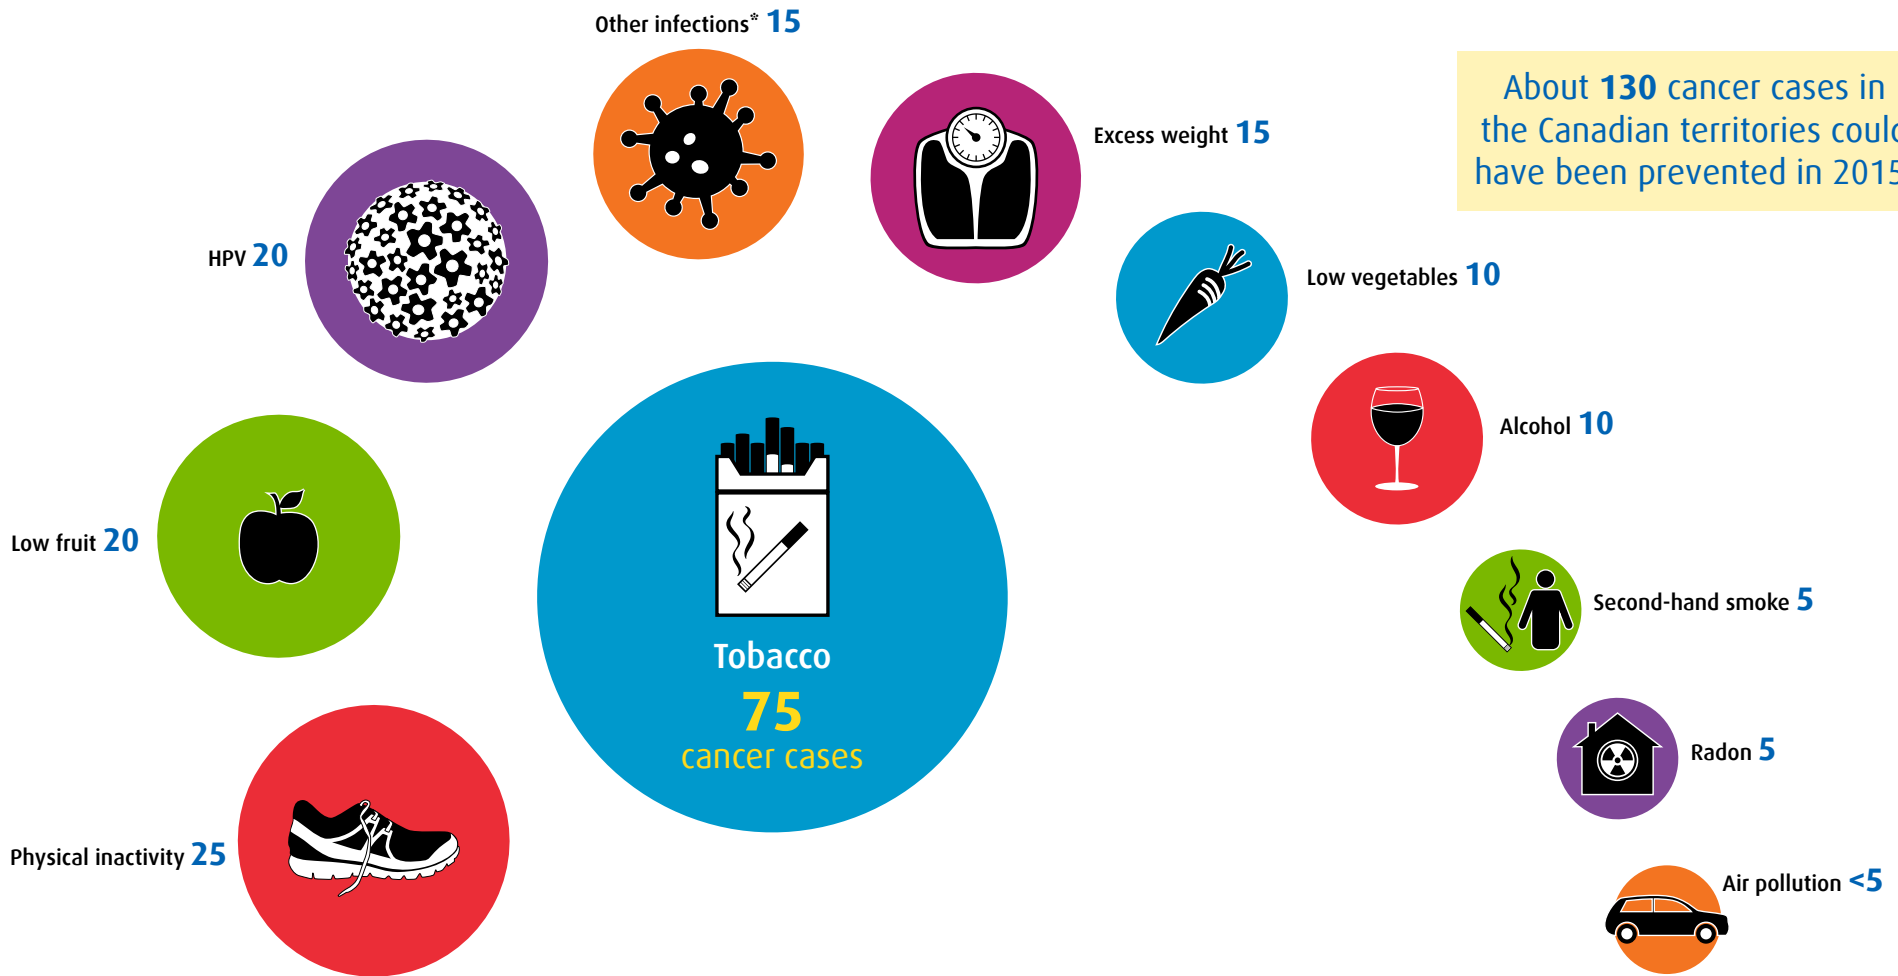 Other infections* 15
About 130 cancer cases in
the Canadian territories could
have been prevented in 2015
Excess weight 15
HPV 20
Low vegetables 10
Alcohol 10
Low fruit 20
Second-hand smoke 5
Tobacco
75
cancer cases
Radon 5
Physical inactivity 25
Air pollution <5